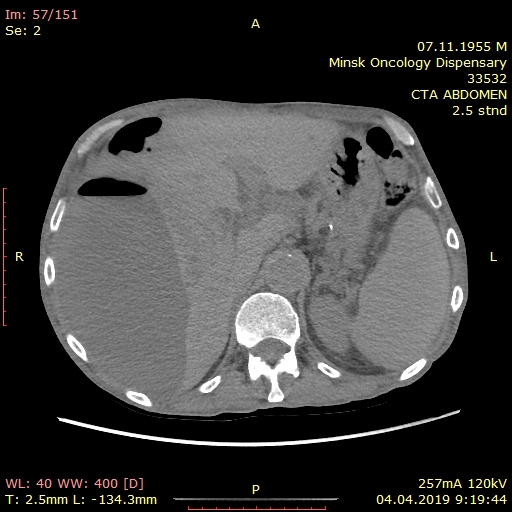 Im: 57/151
Se: 2
A
07.11.1955 M
Minsk Oncology Dispensary
33532
CTA ABDOMEN
2.5 stnd
R
L
WL: 40 WW: 400 [D]
T: 2.5mm L: -134.3mm
P
257mA 120kV
04.04.2019 9:19:44